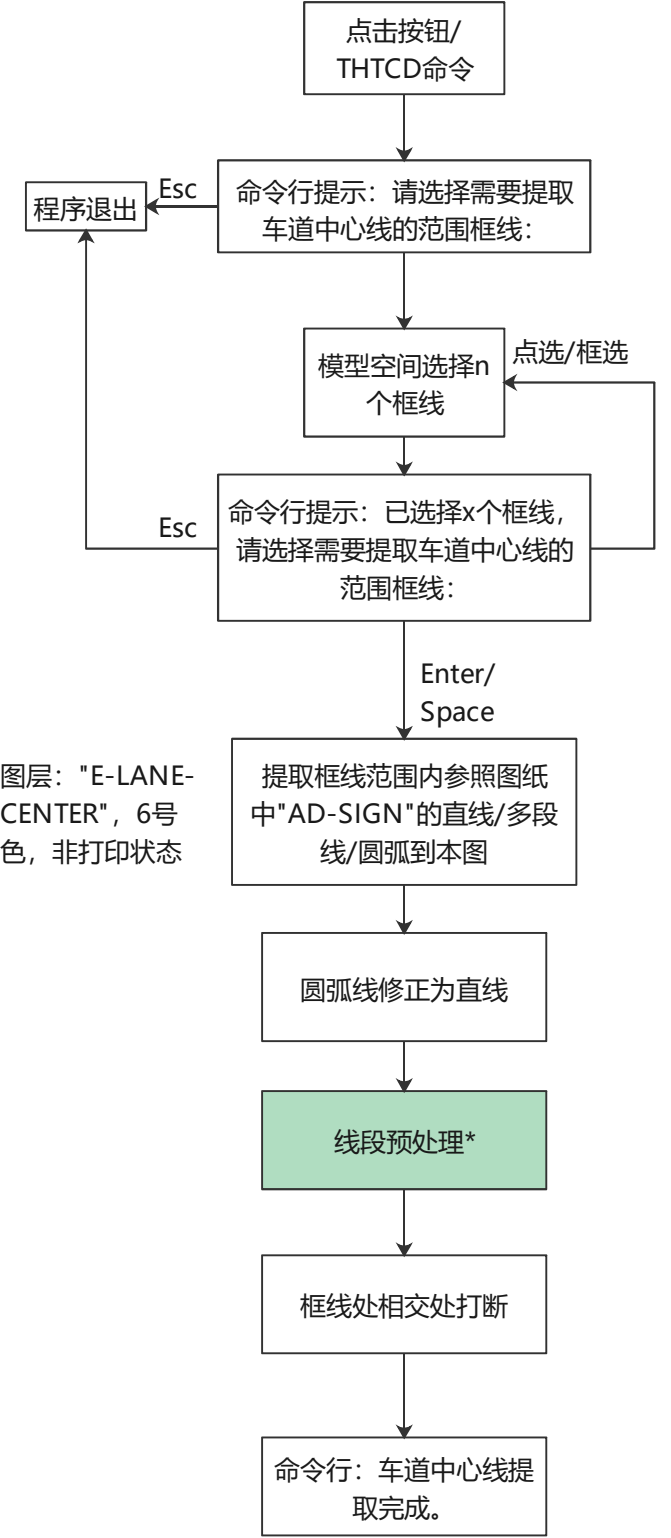 点击按钮/
THTCD命令
命令行提示：请选择需要提取
车道中心线的范围框线：
Esc
程序退出
模型空间选择n
个框线
点选/框选
命令行提示：已选择x个框线，
请选择需要提取车道中心线的
范围框线：
Esc
Enter/
Space
图层："E-LANE-
CENTER"，6号
色，非打印状态
提取框线范围内参照图纸
中"AD-SIGN"的直线/多段
线/圆弧到本图
圆弧线修正为直线
线段预处理*
框线处相交处打断
命令行：车道中心线提
取完成。